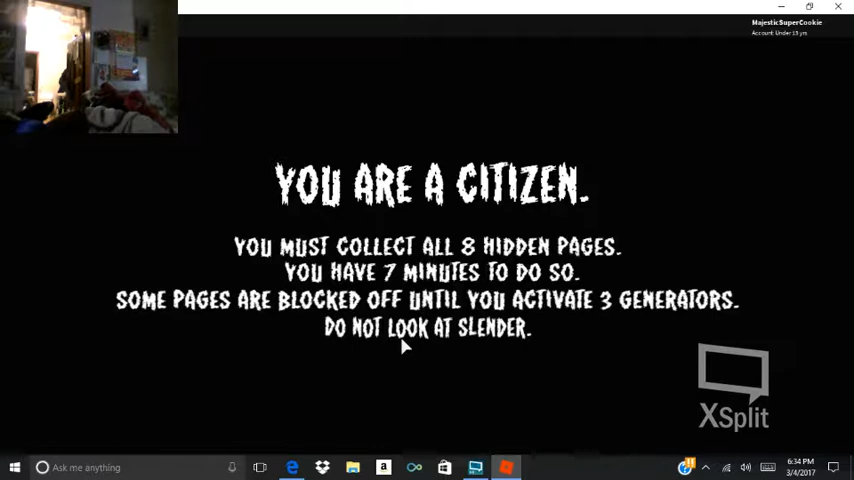 MajesticSuperCookie
Account: Under 13 yrs
YOU ARE A CITIZEN.
YOU MUST COLLECT ALL 8 HIDDEN PAGES.
YOU HAVE 7 MINUTES TO DO SO.
SOME PAGES ARE BLOCKED OFF UNTIL YOU ACTIVATE 3 GENERATORS.
DO NOT LOOK AT SLENDER.
XSplit
Ask me anything
a
6:34 PM
3/4/2017